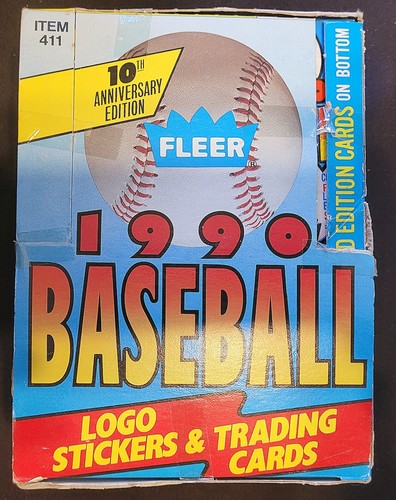 ITEM
411
10TH
ANNIVERSARY
EDITION
FLEER
1990
BASEBALL
LOGO
STICKERS & TRADING
CARDS
D EDITION CARDS ON BOTTOM